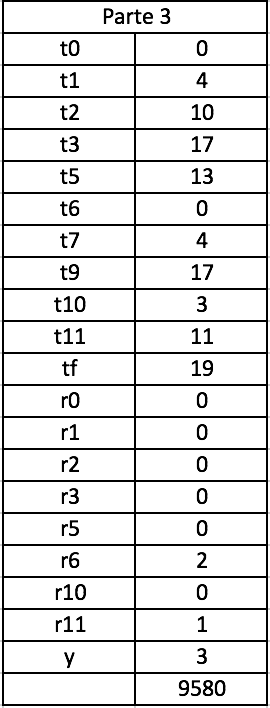 Parte 3
t0 0
t1 4
t2 10
t3 17
t5 13
t6 0
t7 4
t9 17
t10 3
t11 11
tf 19
r0 0
r1 0
r2 0
r3 0
r5 0
r6 2
r10 0
r11 1
y 3
9580